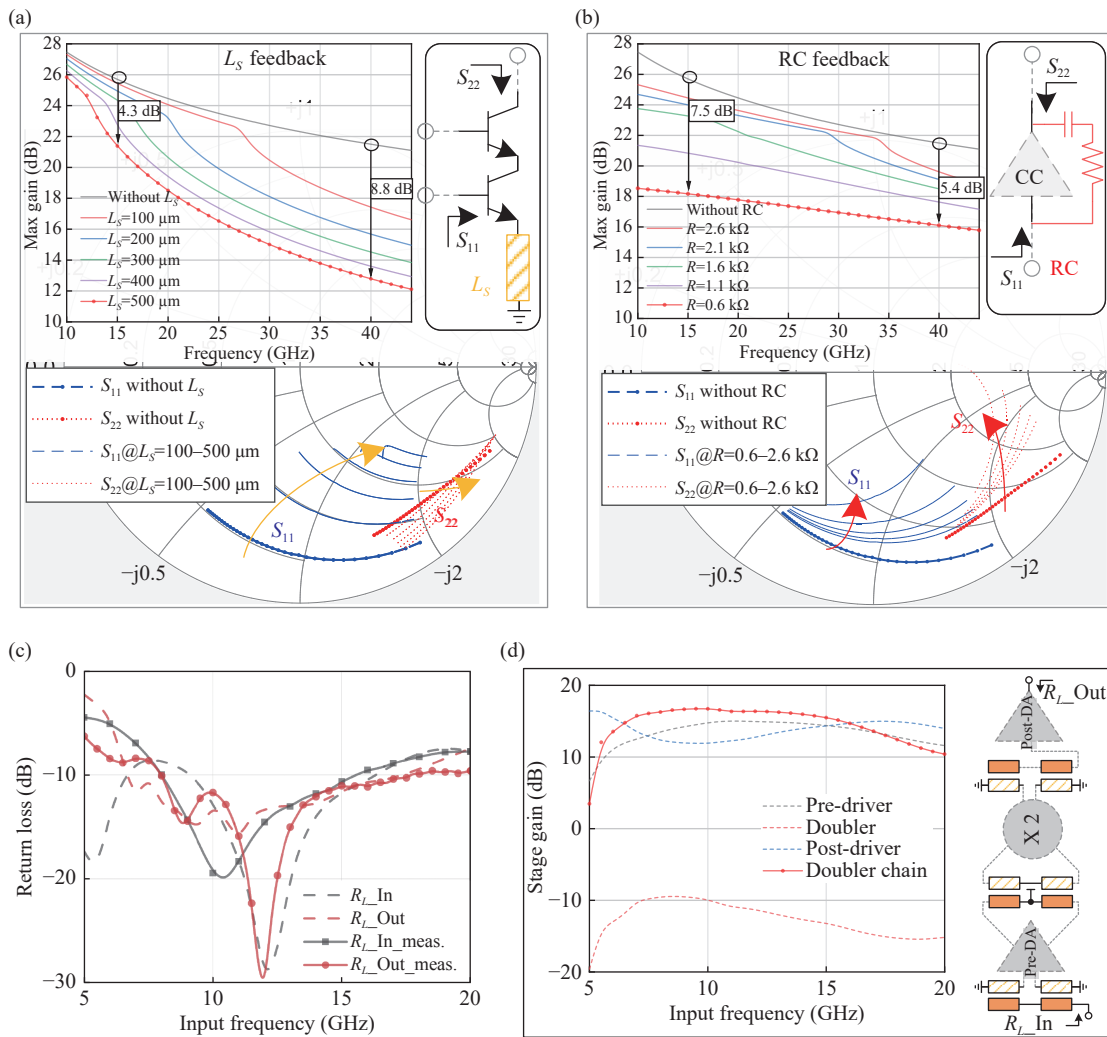 (a)
L_S feedback
28
26
24
22
20
18
16
14
12
10
Max gain (dB)
4.3 dB
8.8 dB
Without L_S
L_S=100 μm
L_S=200 μm
L_S=300 μm
L_S=400 μm
L_S=500 μm
10 15 20 25 30 35 40
Frequency (GHz)
S22
S11
L_S
S11 without L_S
S22 without L_S
S11@L_S=100–500 μm
S22@L_S=100–500 μm
S11
S22
−j0.5
−j2
(b)
RC feedback
28
26
24
22
20
18
16
14
12
10
Max gain (dB)
7.5 dB
5.4 dB
Without RC
R=2.6 kΩ
R=2.1 kΩ
R=1.6 kΩ
R=1.1 kΩ
R=0.6 kΩ
10 15 20 25 30 35 40
Frequency (GHz)
S22
CC
S11
RC
S11 without RC
S22 without RC
S11@R=0.6–2.6 kΩ
S22@R=0.6–2.6 kΩ
S22
S11
−j0.5
−j2
(c)
0
−10
−20
−30
Return loss (dB)
R_L_In
R_L_Out
R_L_In_meas.
R_L_Out_meas.
5 10 15 20
Input frequency (GHz)
(d)
20
10
0
−10
−20
Stage gain (dB)
Pre-driver
Doubler
Post-driver
Doubler chain
5 10 15 20
Input frequency (GHz)
R_L_Out
Post-DA
X 2
Pre-DA
R_L_In